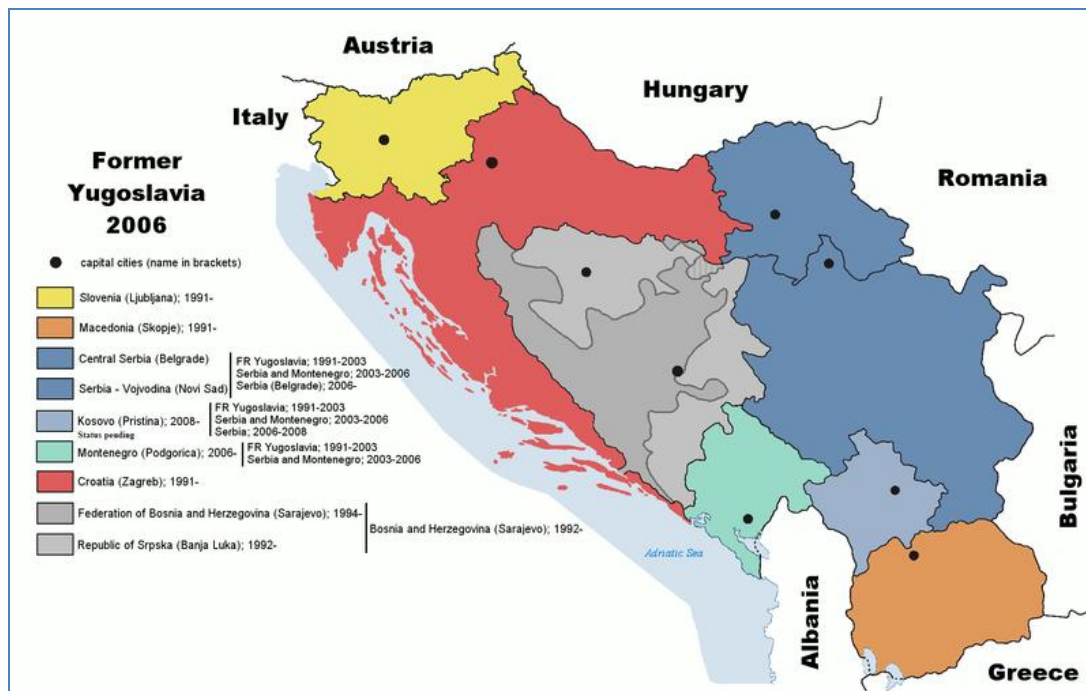 Austria
Italy
Hungary
Romania
Former
Yugoslavia
2006
capital cities (name in brackets)
Slovenia (Ljubljana); 1991-
Macedonia (Skopje); 1991-
Central Serbia (Belgrade)
Serbia - Vojvodina (Novi Sad)
FR Yugoslavia; 1991-2003
Serbia and Montenegro; 2003-2006
Serbia (Belgrade); 2006-
Kosovo (Pristina); 2008-
Status pending
FR Yugoslavia; 1991-2003
Serbia and Montenegro; 2003-2006
Serbia; 2006-2008
Montenegro (Podgorica); 2006-
FR Yugoslavia; 1991-2003
Serbia and Montenegro; 2003-2006
Croatia (Zagreb); 1991-
Federation of Bosnia and Herzegovina (Sarajevo); 1994-
Republic of Srpska (Banja Luka); 1992-
Bosnia and Herzegovina (Sarajevo); 1992-
Adriatic Sea
Albania
Bulgaria
Greece